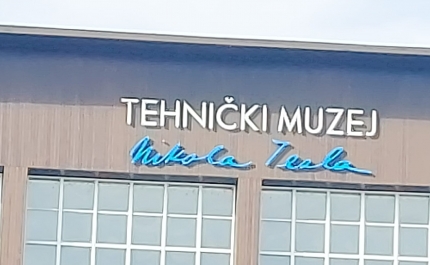 TEHNIČKI MUZEJ
Nikola Tesla